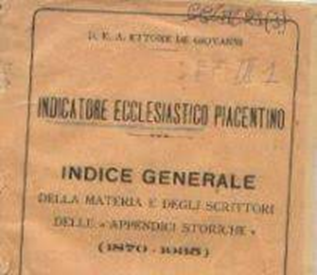 D. E. A. ETTORE DE GIOVANNI
INDICATORE ECCLESIASTICO PIACENTINO
INDICE GENERALE
DELLA MATERIA E DEGLI SCRITTORI
DELLE « APPENDICI STORICHE »